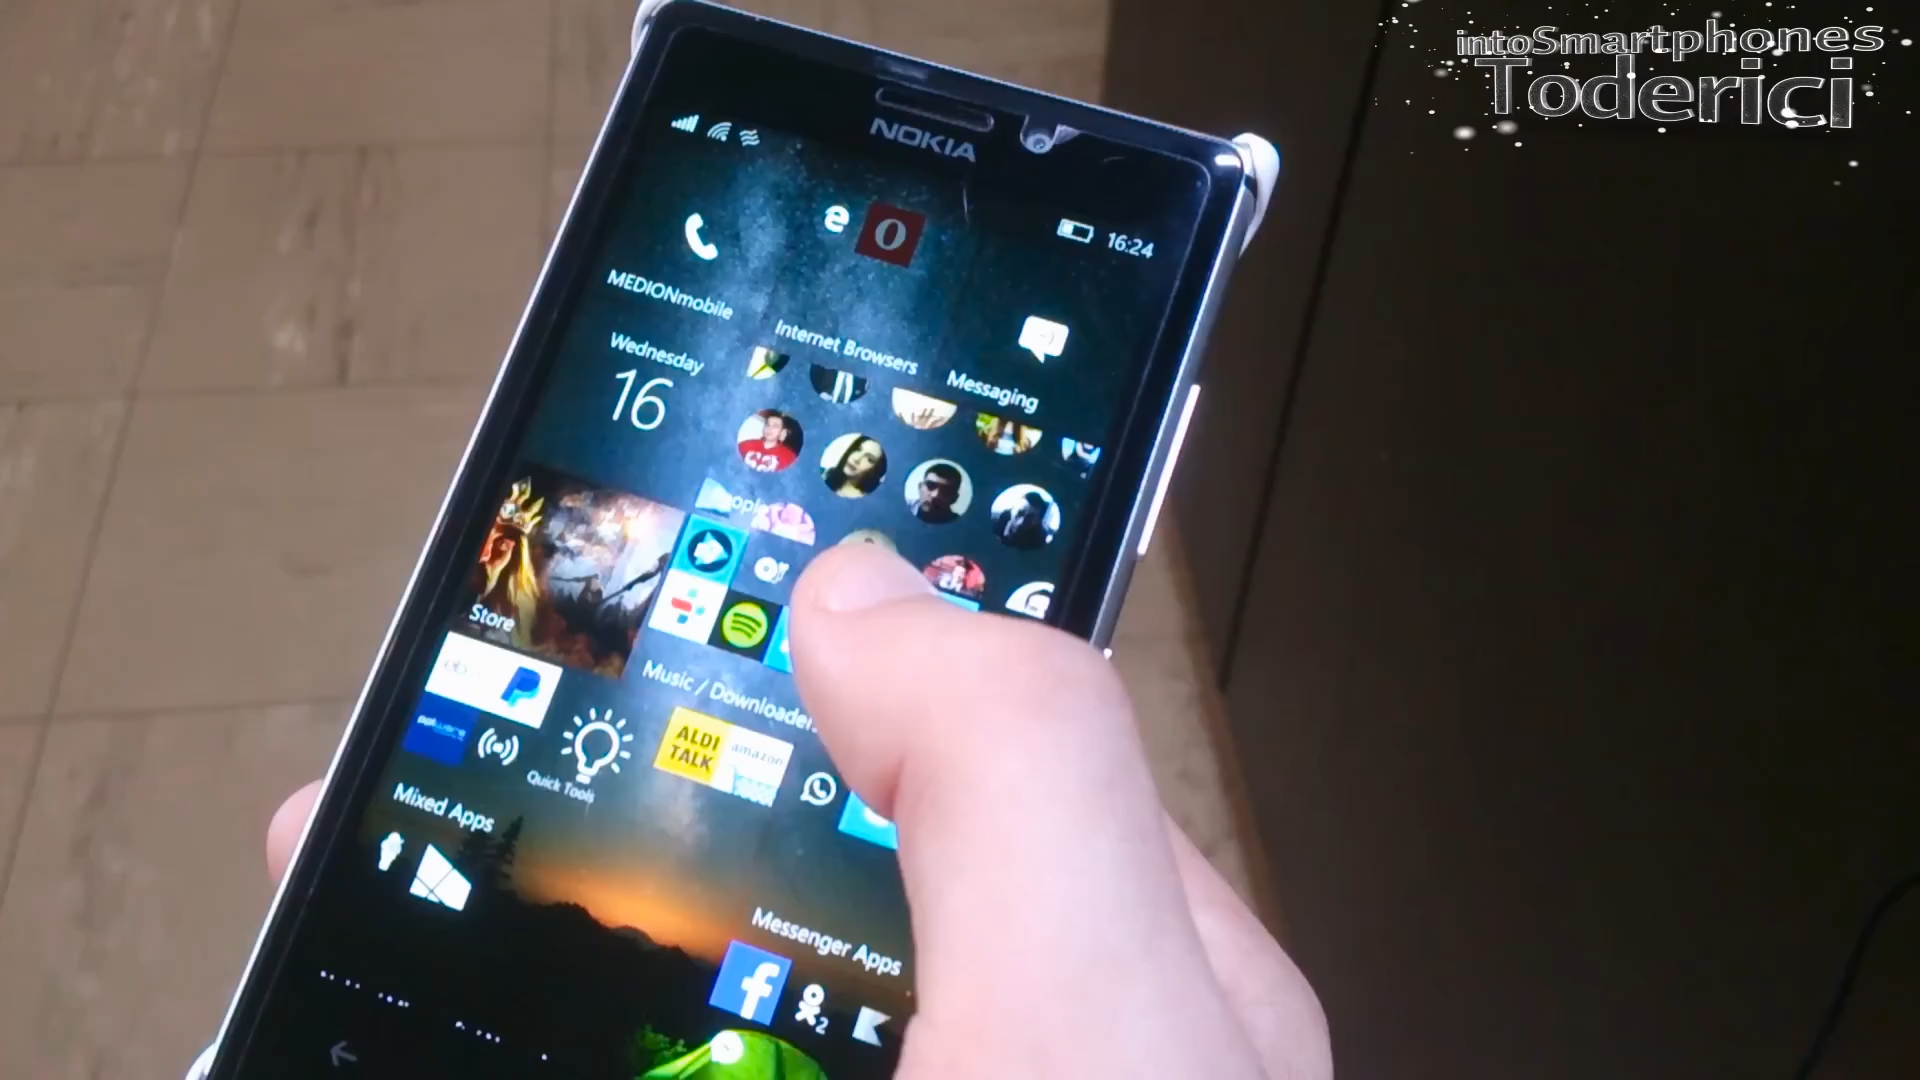 intoSmartphones
Toderici
NOKIA
16:24
MEDIONmobile
Internet Browsers
Messaging
Wednesday
16
Store
Music / Downloader
ALDI
TALK
amazon
Quick Tools
Mixed Apps
Messenger Apps
2